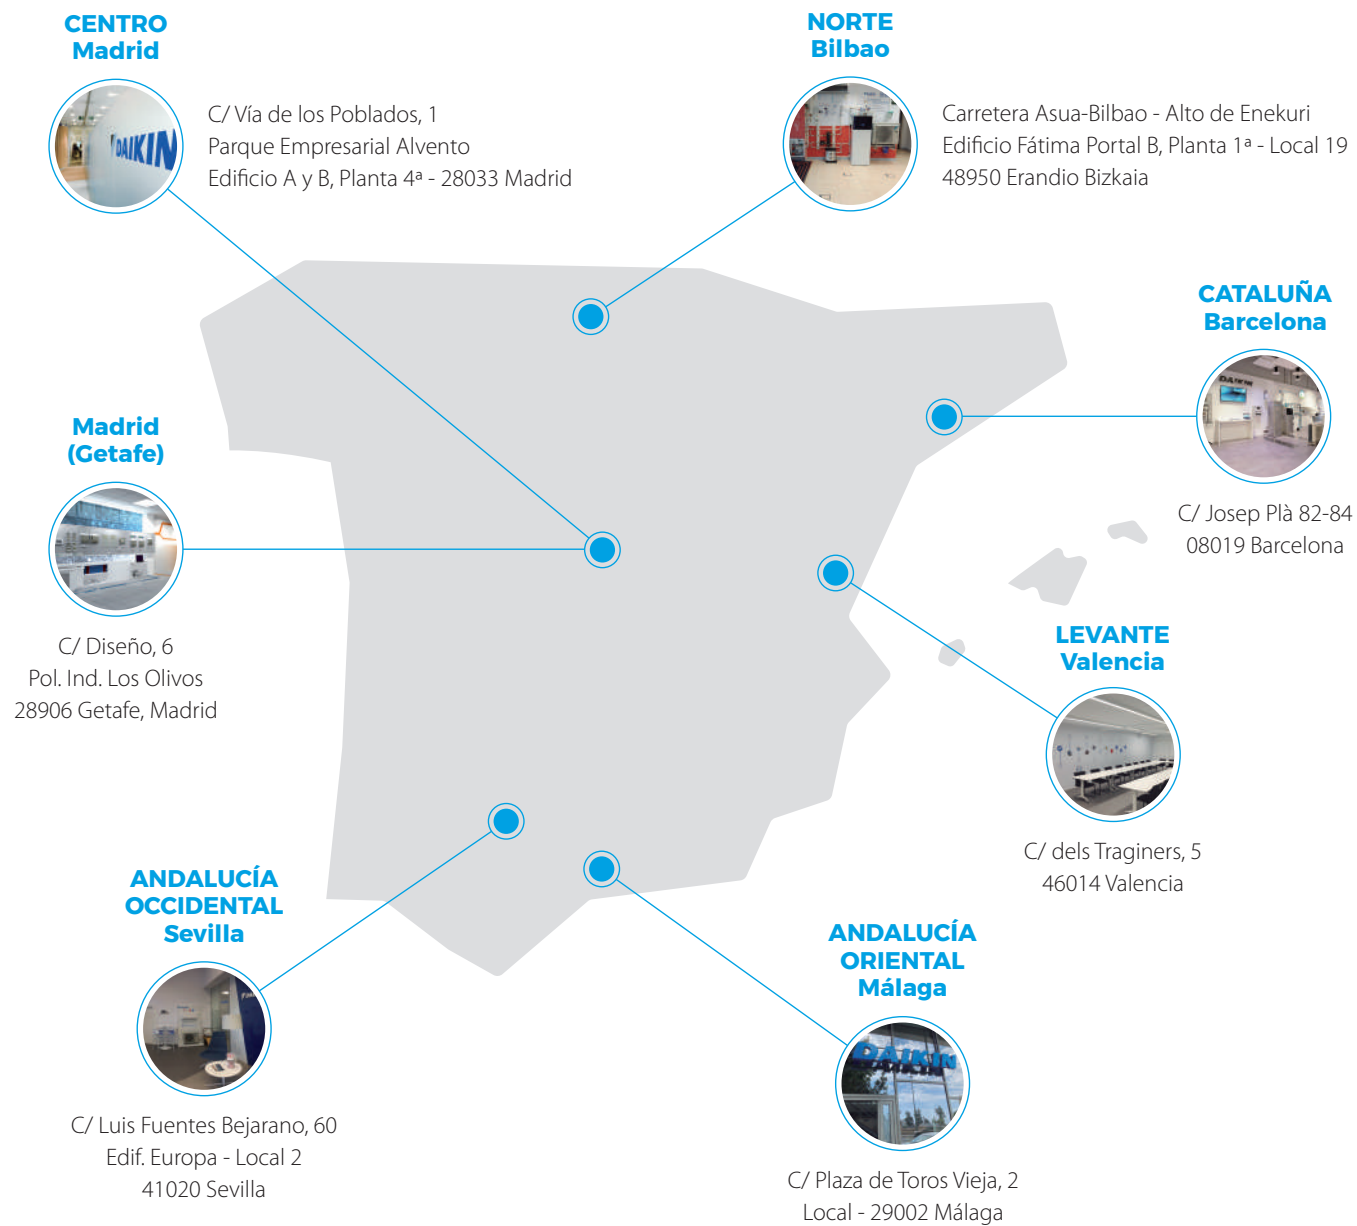 CENTRO
Madrid
DAIKIN
C/ Vía de los Poblados, 1
Parque Empresarial Alvento
Edificio A y B, Planta 4ª - 28033 Madrid
NORTE
Bilbao
Carretera Asua-Bilbao - Alto de Enekuri
Edificio Fátima Portal B, Planta 1ª - Local 19
48950 Erandio Bizkaia
CATALUÑA
Barcelona
DAIKIN
C/ Josep Plà 82-84
08019 Barcelona
Madrid
(Getafe)
C/ Diseño, 6
Pol. Ind. Los Olivos
28906 Getafe, Madrid
LEVANTE
Valencia
C/ dels Traginers, 5
46014 Valencia
ANDALUCÍA
OCCIDENTAL
Sevilla
C/ Luis Fuentes Bejarano, 60
Edif. Europa - Local 2
41020 Sevilla
ANDALUCÍA
ORIENTAL
Málaga
DAIKIN
C/ Plaza de Toros Vieja, 2
Local - 29002 Málaga